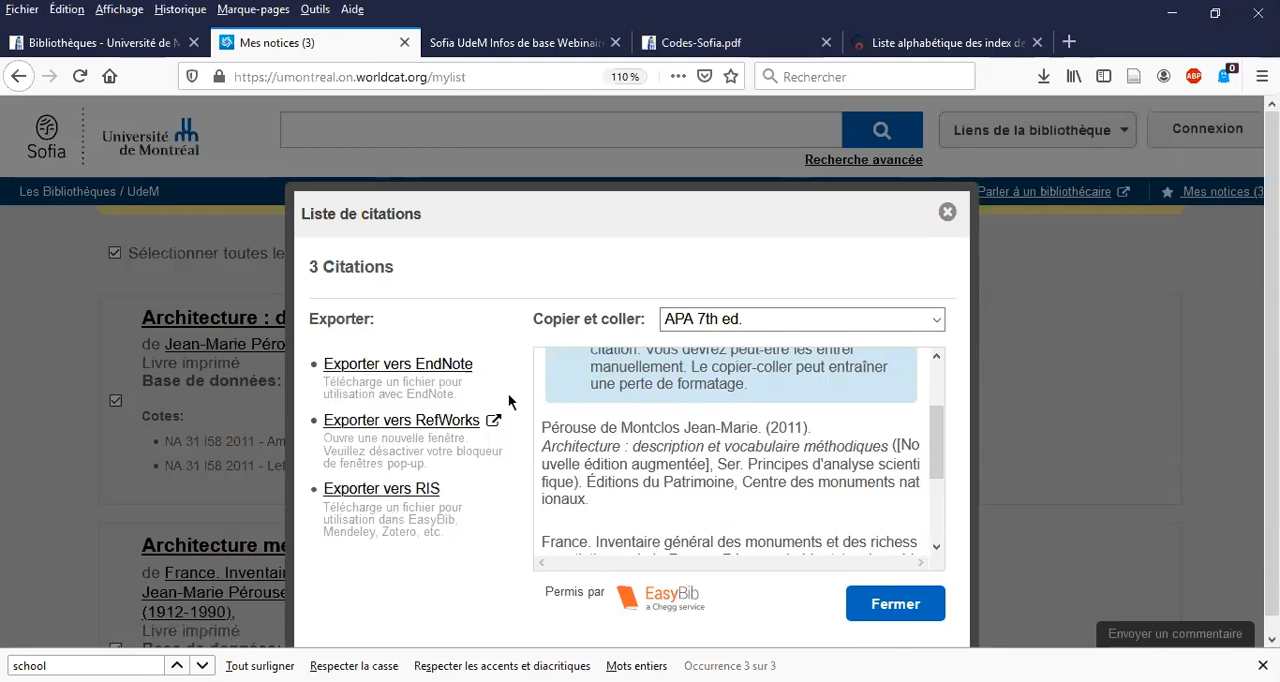 Fichier Édition Affichage Historique Marque-pages Outils Aide
Bibliothèques - Université de M
Mes notices (3)
Sofia UdeM Infos de base Webinaire
Codes-Sofia.pdf
Liste alphabétique des index de
https://umontreal.on.worldcat.org/mylist
110 %
Rechercher
ABP
0
Sofia
Université de Montréal
Recherche avancée
Liens de la bibliothèque
Connexion
Les Bibliothèques / UdeM
Parler à un bibliothécaire
Mes notices (3
Sélectionner toutes le
Architecture : d
de Jean-Marie Péro
Livre imprimé
Base de données:
Cotes:
NA 31 I58 2011 - Am
NA 31 I58 2011 - Let
Architecture mé
de France. Inventair
Jean-Marie Pérouse
(1912-1990),
Livre imprimé
Liste de citations
3 Citations
Exporter:
Exporter vers EndNote
Télécharge un fichier pour
utilisation avec EndNote.
Exporter vers RefWorks
Ouvre une nouvelle fenêtre.
Veuillez désactiver votre bloqueur
de fenêtres pop-up.
Exporter vers RIS
Télécharge un fichier pour
utilisation dans EasyBib,
Mendeley, Zotero, etc.
Copier et coller:
APA 7th ed.
citation. Vous devrez peut-être les entrer
manuellement. Le copier-coller peut entraîner
une perte de formatage.
Pérouse de Montclos Jean-Marie. (2011).
Architecture : description et vocabulaire méthodiques ([No
uvelle édition augmentée], Ser. Principes d'analyse scienti
fique). Éditions du Patrimoine, Centre des monuments nat
ionaux.
France. Inventaire général des monuments et des richess
Permis par
EasyBib
a Chegg service
Fermer
Envoyer un commentaire
school
Tout surligner
Respecter la casse
Respecter les accents et diacritiques
Mots entiers
Occurrence 3 sur 3